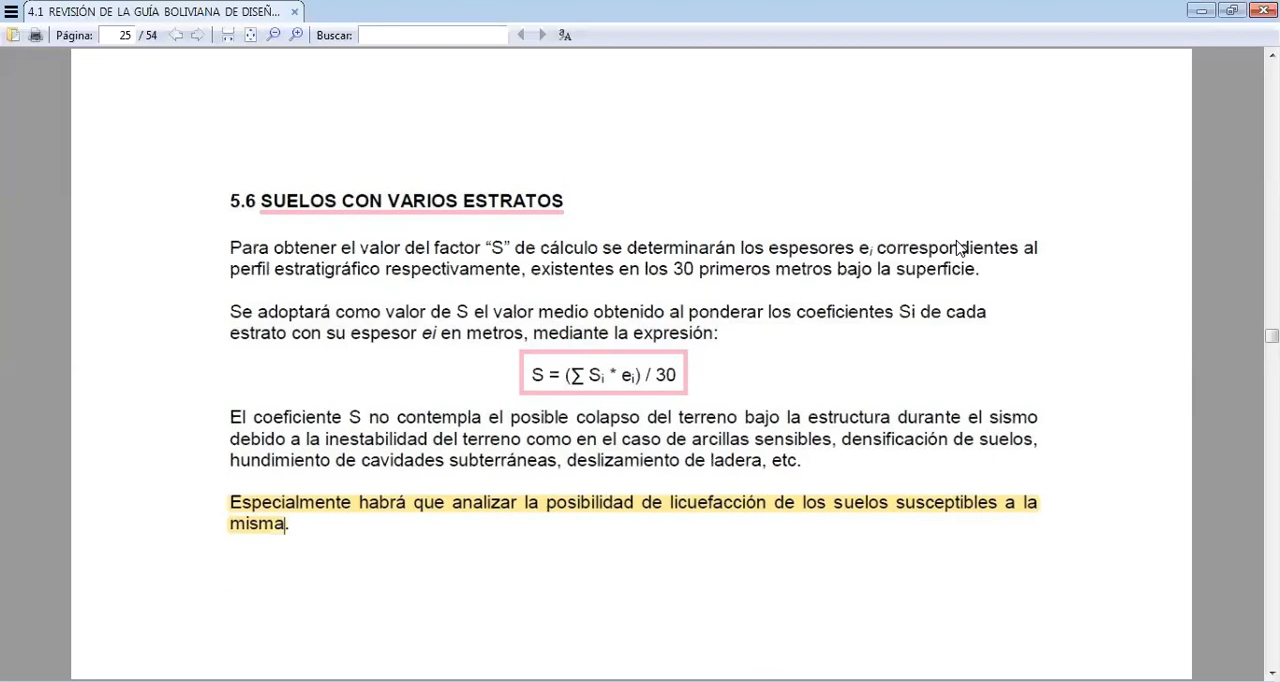 4.1 REVISIÓN DE LA GUÍA BOLIVIANA DE DISEÑ...
Página: 25 / 54 Buscar:
5.6 SUELOS CON VARIOS ESTRATOS
Para obtener el valor del factor “S” de cálculo se determinarán los espesores ei correspondientes al
perfil estratigráfico respectivamente, existentes en los 30 primeros metros bajo la superficie.
Se adoptará como valor de S el valor medio obtenido al ponderar los coeficientes Si de cada
estrato con su espesor ei en metros, mediante la expresión:
S = (∑ Si * ei) / 30
El coeficiente S no contempla el posible colapso del terreno bajo la estructura durante el sismo
debido a la inestabilidad del terreno como en el caso de arcillas sensibles, densificación de suelos,
hundimiento de cavidades subterráneas, deslizamiento de ladera, etc.
Especialmente habrá que analizar la posibilidad de licuefacción de los suelos susceptibles a la
misma.